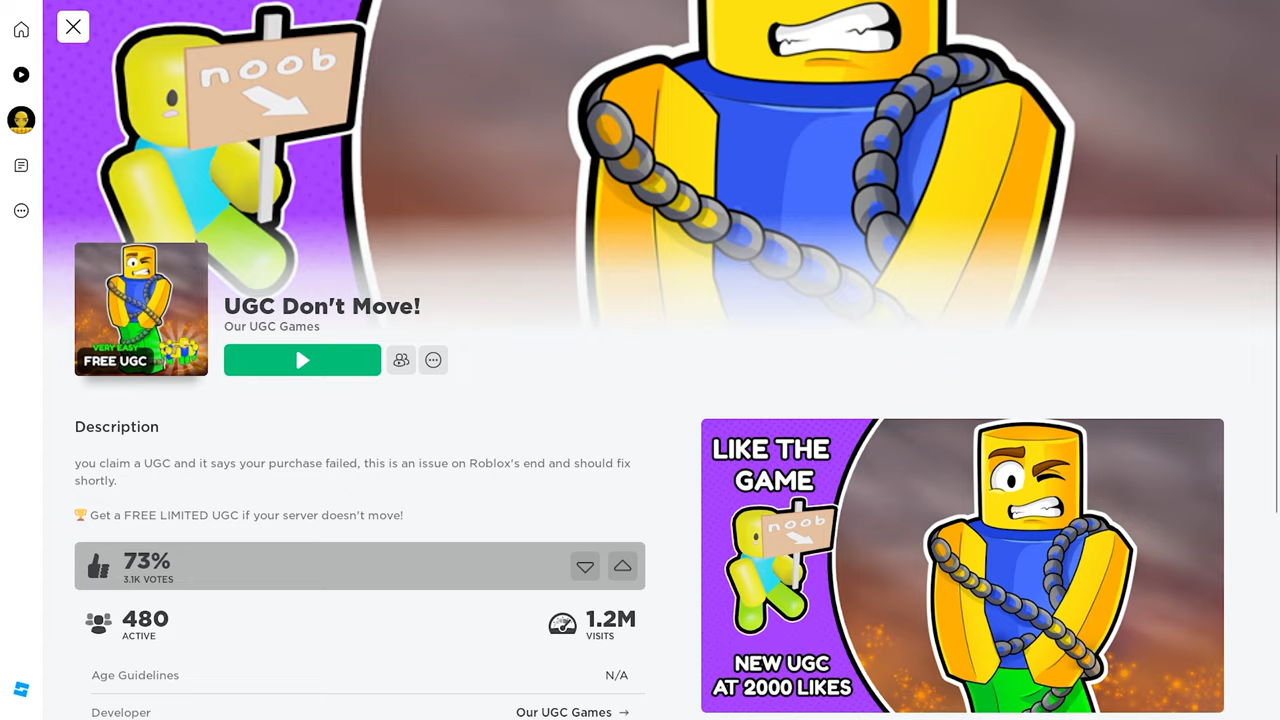 noob
UGC Don't Move!
Our UGC Games
VERY EASY
FREE UGC
Description
you claim a UGC and it says your purchase failed, this is an issue on Roblox's end and should fix
shortly.
🏆Get a FREE LIMITED UGC if your server doesn't move!
73%
3.1K VOTES
480
ACTIVE
1.2M
VISITS
Age Guidelines N/A
Developer Our UGC Games →
LIKE THE
GAME
noob
NEW UGC
AT 2000 LIKES